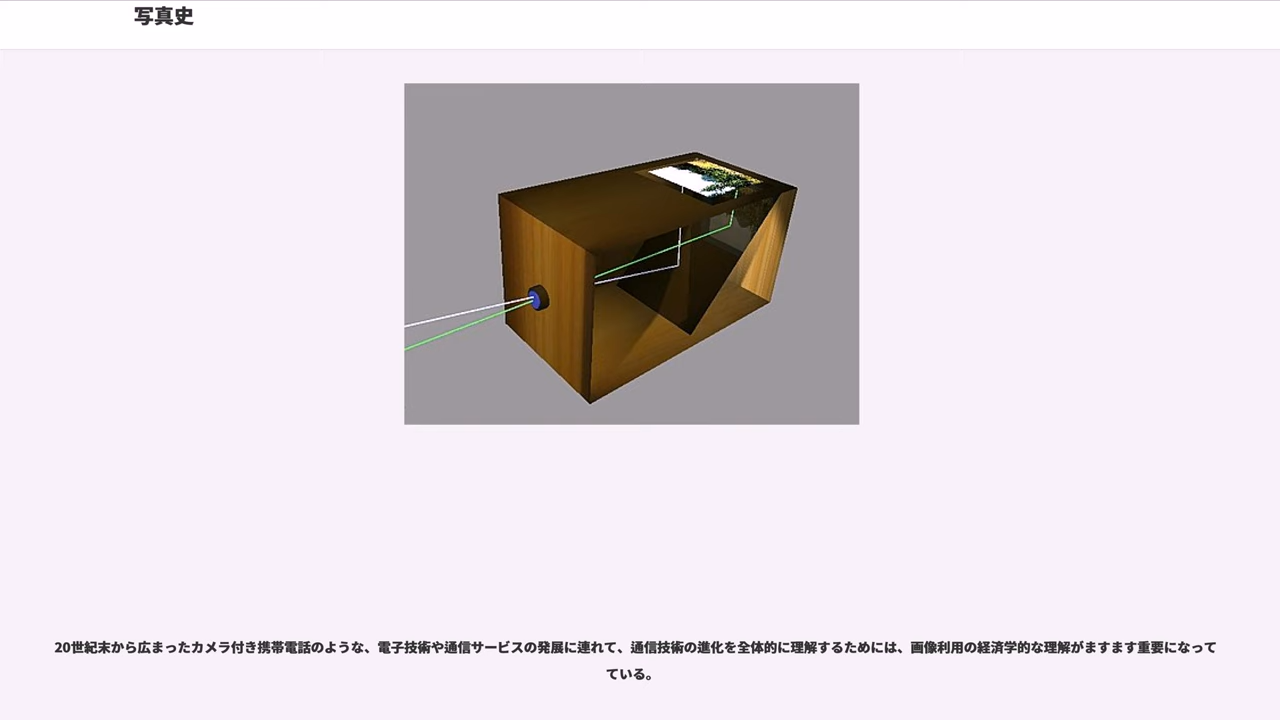 写真史
20世紀末から広まったカメラ付き携帯電話のような、電子技術や通信サービスの発展に連れて、通信技術の進化を全体的に理解するためには、画像利用の経済学的な理解がますます重要になって
ている。